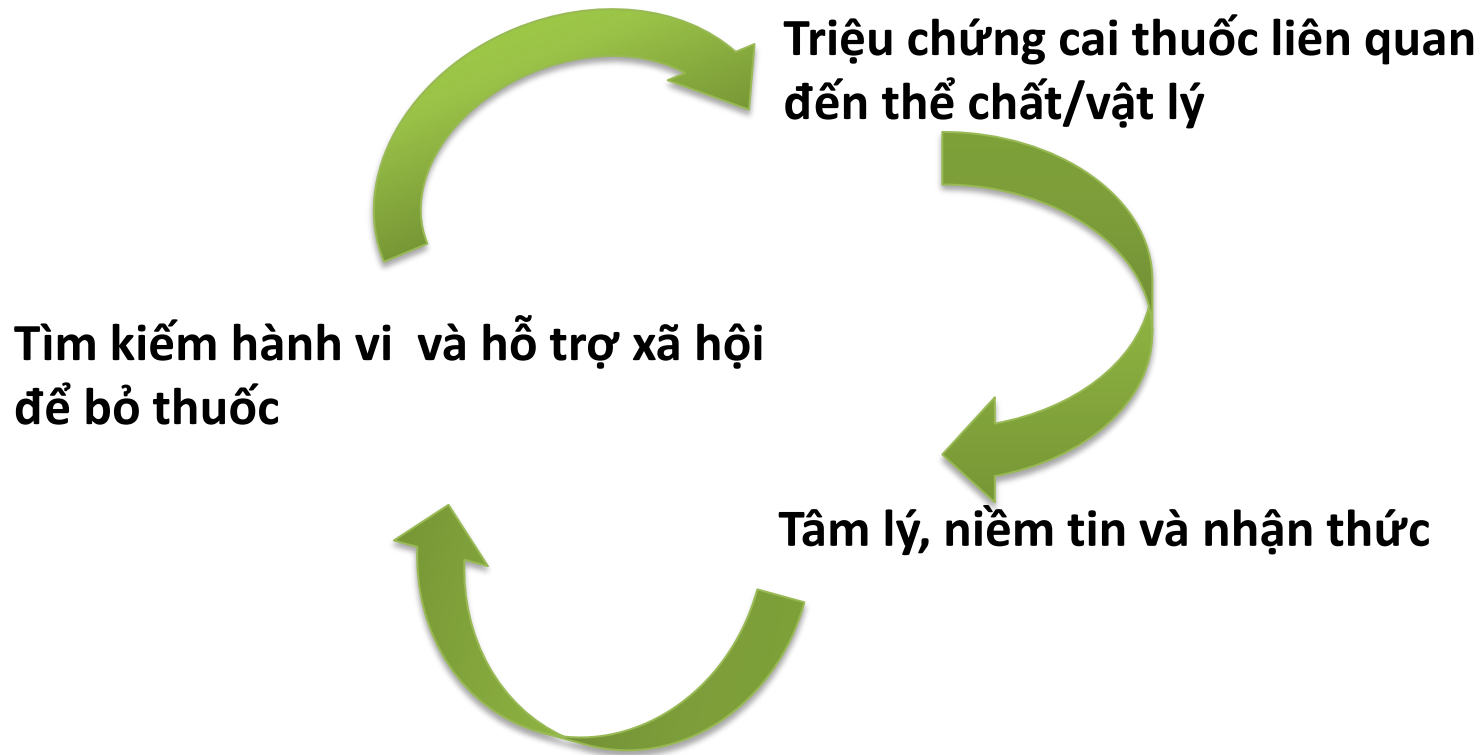 Triệu chứng cai thuốc liên quan
đến thể chất/vật lý
Tìm kiếm hành vi và hỗ trợ xã hội
để bỏ thuốc
Tâm lý, niềm tin và nhận thức